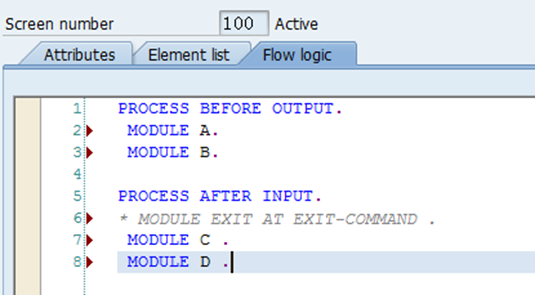 Screen number 100 Active
Attributes Element list Flow logic
1 PROCESS BEFORE OUTPUT.
2 MODULE A.
3 MODULE B.
4
5 PROCESS AFTER INPUT.
6 * MODULE EXIT AT EXIT-COMMAND .
7 MODULE C .
8 MODULE D .